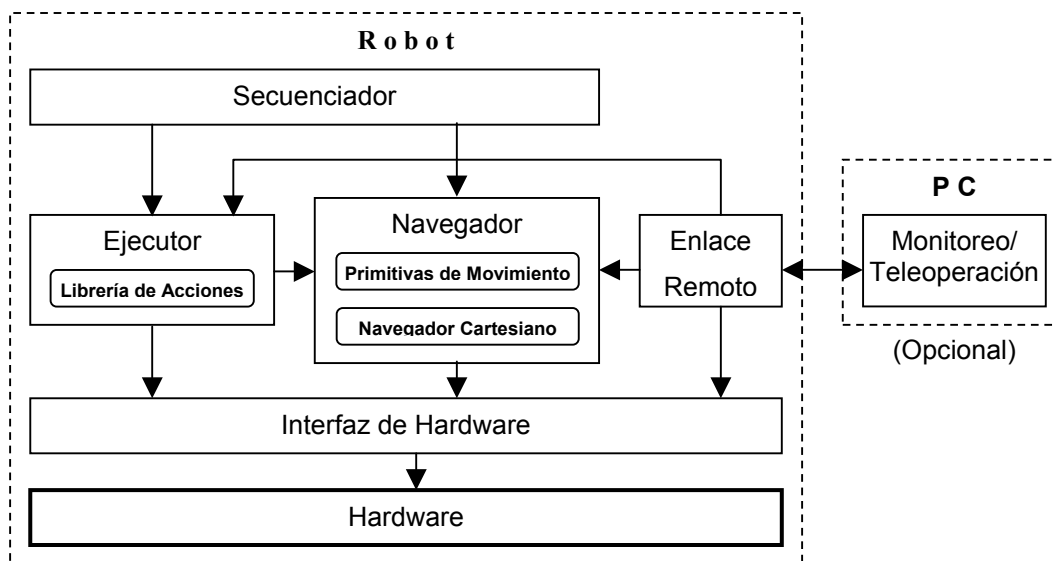 R o b o t
Secuenciador
Ejecutor
Librería de Acciones
Navegador
Primitivas de Movimiento
Navegador Cartesiano
Enlace
Remoto
P C
Monitoreo/
Teleoperación
(Opcional)
Interfaz de Hardware
Hardware